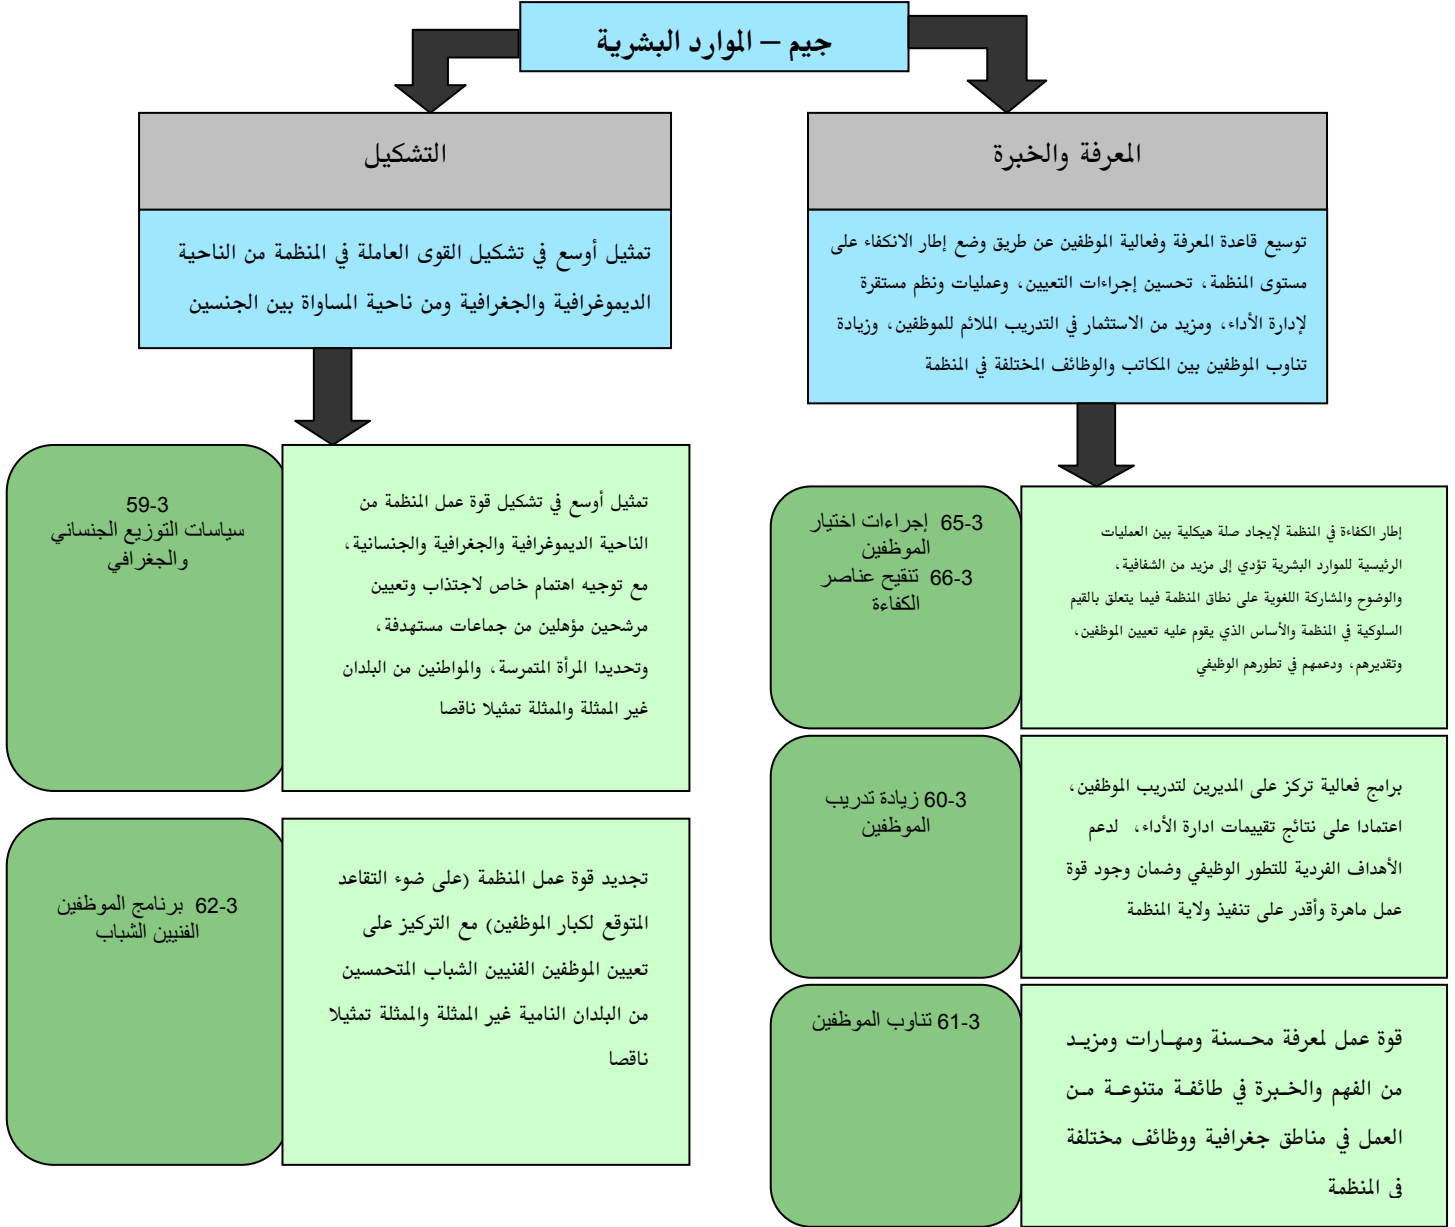 جيم – الموارد البشرية
المعرفة والخبرة
توسيع قاعدة المعرفة وفعالية الموظفين عن طريق وضع إطار الانكفاء على
مستوى المنظمة، تحسين إجراءات التعيين، وعمليات ونظم مستقرة
لإدارة الأداء، ومزيد من الاستثمار في التدريب الملائم للموظفين، وزيادة
تناوب الموظفين بين المكاتب والوظائف المختلفة في المنظمة
إطار الكفاءة في المنظمة لإيجاد صلة هيكلية بين العمليات
الرئيسية للموارد البشرية تؤدي إلى مزيد من الشفافية،
والوضوح والمشاركة اللغوية على نطاق المنظمة فيما يتعلق بالقيم
السلوكية في المنظمة والأساس الذي يقوم عليه تعيين الموظفين،
وتقديرهم، ودعمهم في تطورهم الوظيفي
65-3 إجراءات اختيار
الموظفين
66-3 تنقيح عناصر
الكفاءة
برامج فعالية تركز على المديرين لتدريب الموظفين،
اعتمادا على نتائج تقييمات ادارة الأداء، لدعم
الأهداف الفردية للتطور الوظيفي وضمان وجود قوة
عمل ماهرة وأقدر على تنفيذ ولاية المنظمة
60-3 زيادة تدريب
الموظفين
قوة عمل لمعرفة محـسنة ومهـارات ومزيـد
من الفهم والخـبرة في طائفـة متنوعـة مـن
العمل في مناطق جغرافية ووظائف مختلفة
في المنظمة
61-3 تناوب الموظفين
التشكيل
تمثيل أوسع في تشكيل القوى العاملة في المنظمة من الناحية
الديموغرافية والجغرافية ومن ناحية المساواة بين الجنسين
تمثيل أوسع في تشكيل قوة عمل المنظمة من
الناحية الديموغرافية والجغرافية والجنسانية،
مع توجيه اهتمام خاص لاجتذاب وتعيين
مرشحين مؤهلين من جماعات مستهدفة،
وتحديدا المرأة المتمرسة، والمواطنين من البلدان
غير الممثلة والممثلة تمثيلا ناقصا
59-3
سياسات التوزيع الجنساني
والجغرافي
تجديد قوة عمل المنظمة (على ضوء التقاعد
المتوقع لكبار الموظفين) مع التركيز على
تعيين الموظفين الفنيين الشباب المتحمسين
من البلدان النامية غير الممثلة والممثلة تمثيلا
ناقصا
62-3 برنامج الموظفين
الفنيين الشباب